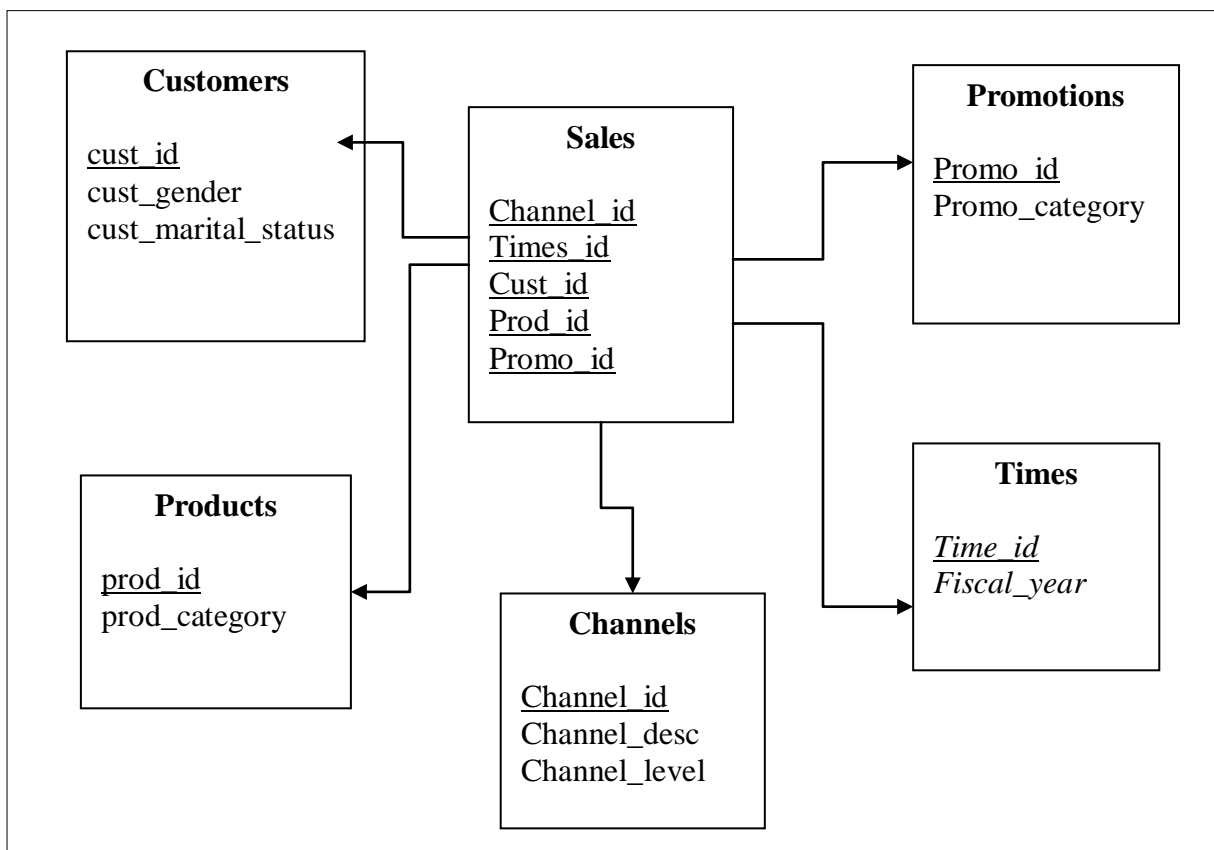 Customers
cust_id
cust_gender
cust_marital_status
Sales
Channel_id
Times_id
Cust_id
Prod_id
Promo_id
Promotions
Promo_id
Promo_category
Products
prod_id
prod_category
Channels
Channel_id
Channel_desc
Channel_level
Times
Time_id
Fiscal_year